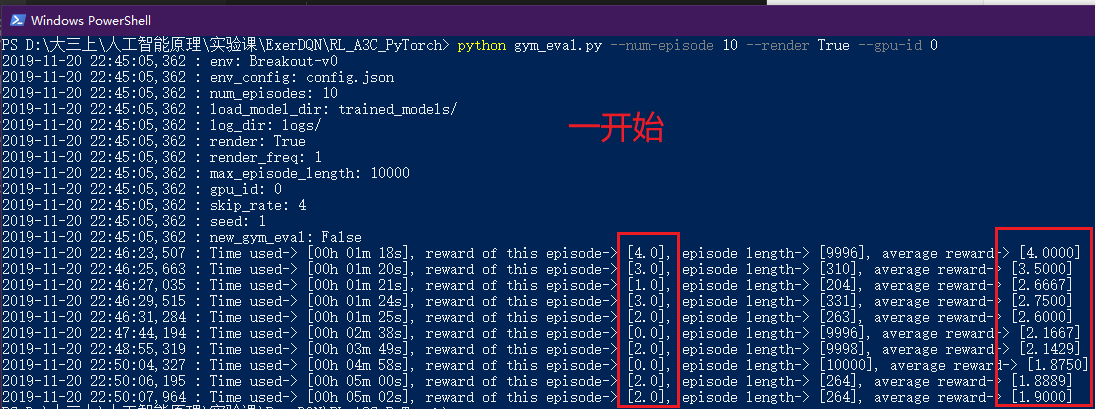 Windows PowerShell
PS D:\大三上\人工智能原理\实验课\ExerDQN\RL_A3C_PyTorch> python gym_eval.py --num-episode 10 --render True --gpu-id 0
2019-11-20 22:45:05,362 : env: Breakout-v0
2019-11-20 22:45:05,362 : env_config: config.json
2019-11-20 22:45:05,362 : num_episodes: 10
2019-11-20 22:45:05,362 : load_model_dir: trained_models/
2019-11-20 22:45:05,362 : log_dir: logs/
一开始
2019-11-20 22:45:05,362 : render: True
2019-11-20 22:45:05,362 : render_freq: 1
2019-11-20 22:45:05,362 : max_episode_length: 10000
2019-11-20 22:45:05,362 : gpu_id: 0
2019-11-20 22:45:05,362 : skip_rate: 4
2019-11-20 22:45:05,362 : seed: 1
2019-11-20 22:45:05,362 : new_gym_eval: False
2019-11-20 22:46:23,507 : Time used-> [00h 01m 18s], reward of this episode-> [4.0], episode length-> [9996], average reward-> [4.0000]
2019-11-20 22:46:25,663 : Time used-> [00h 01m 20s], reward of this episode-> [3.0], episode length-> [310], average reward-> [3.5000]
2019-11-20 22:46:27,035 : Time used-> [00h 01m 21s], reward of this episode-> [1.0], episode length-> [204], average reward-> [2.6667]
2019-11-20 22:46:29,515 : Time used-> [00h 01m 24s], reward of this episode-> [3.0], episode length-> [331], average reward-> [2.7500]
2019-11-20 22:46:31,284 : Time used-> [00h 01m 25s], reward of this episode-> [2.0], episode length-> [263], average reward-> [2.6000]
2019-11-20 22:47:44,194 : Time used-> [00h 02m 38s], reward of this episode-> [0.0], episode length-> [9996], average reward-> [2.1667]
2019-11-20 22:48:55,319 : Time used-> [00h 03m 49s], reward of this episode-> [2.0], episode length-> [9998], average reward-> [2.1429]
2019-11-20 22:50:04,327 : Time used-> [00h 04m 58s], reward of this episode-> [0.0], episode length-> [10000], average reward-> [1.8750]
2019-11-20 22:50:06,195 : Time used-> [00h 05m 00s], reward of this episode-> [2.0], episode length-> [264], average reward-> [1.8889]
2019-11-20 22:50:07,964 : Time used-> [00h 05m 02s], reward of this episode-> [2.0], episode length-> [264], average reward-> [1.9000]